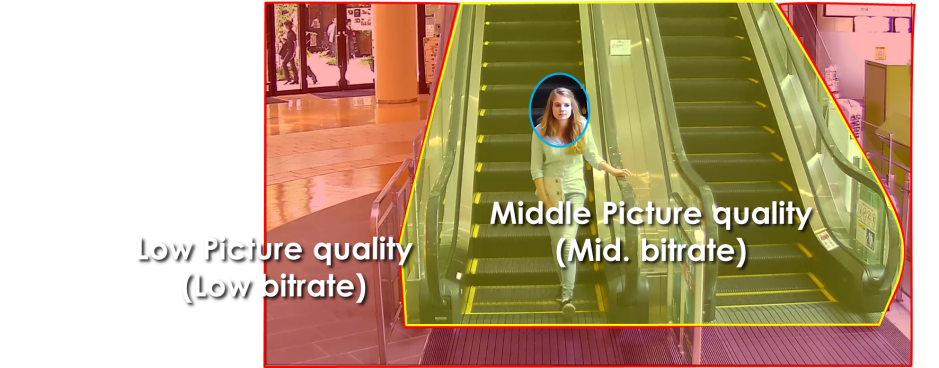 Middle Picture quality
(Mid. bitrate)
Low Picture quality
(Low bitrate)